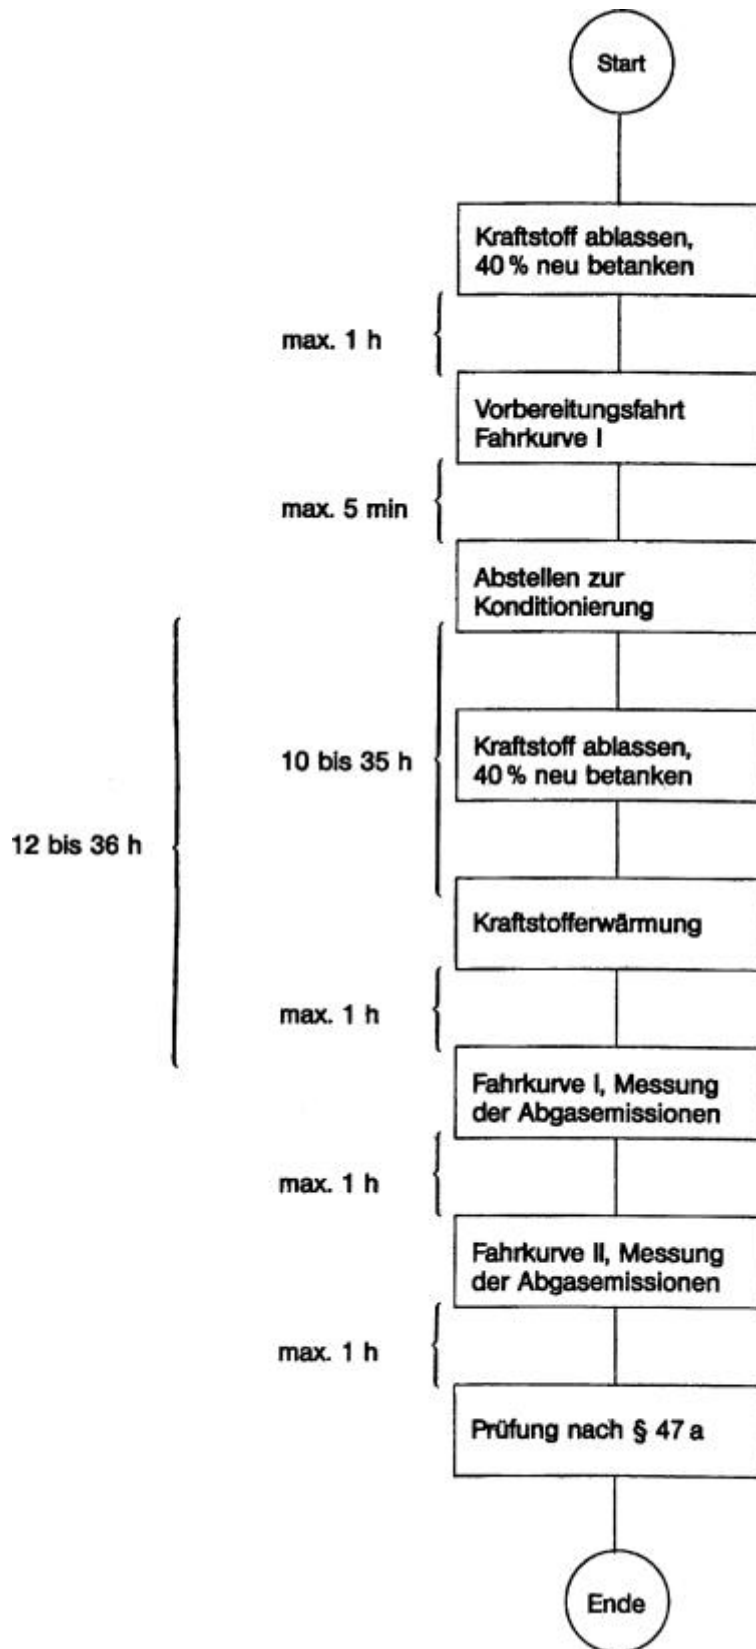 Start
Kraftstoff ablassen,
40 % neu betanken
max. 1 h
Vorbereitungsfahrt
Fahrkurve I
max. 5 min
Abstellen zur
Konditionierung
Kraftstoff ablassen,
40 % neu betanken
10 bis 35 h
12 bis 36 h
Kraftstofferwärmung
max. 1 h
Fahrkurve I, Messung
der Abgasemissionen
max. 1 h
Fahrkurve II, Messung
der Abgasemissionen
max. 1 h
Prüfung nach § 47 a
Ende